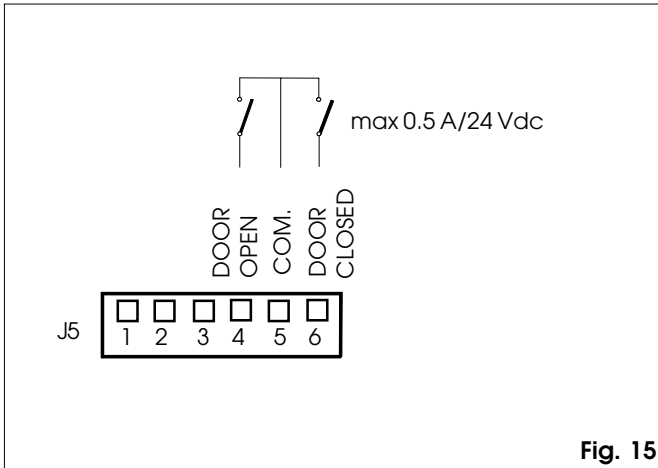 max 0.5 A/24 Vdc
DOOR
OPEN
COM.
DOOR
CLOSED
J5
1 2 3 4 5 6
Fig. 15